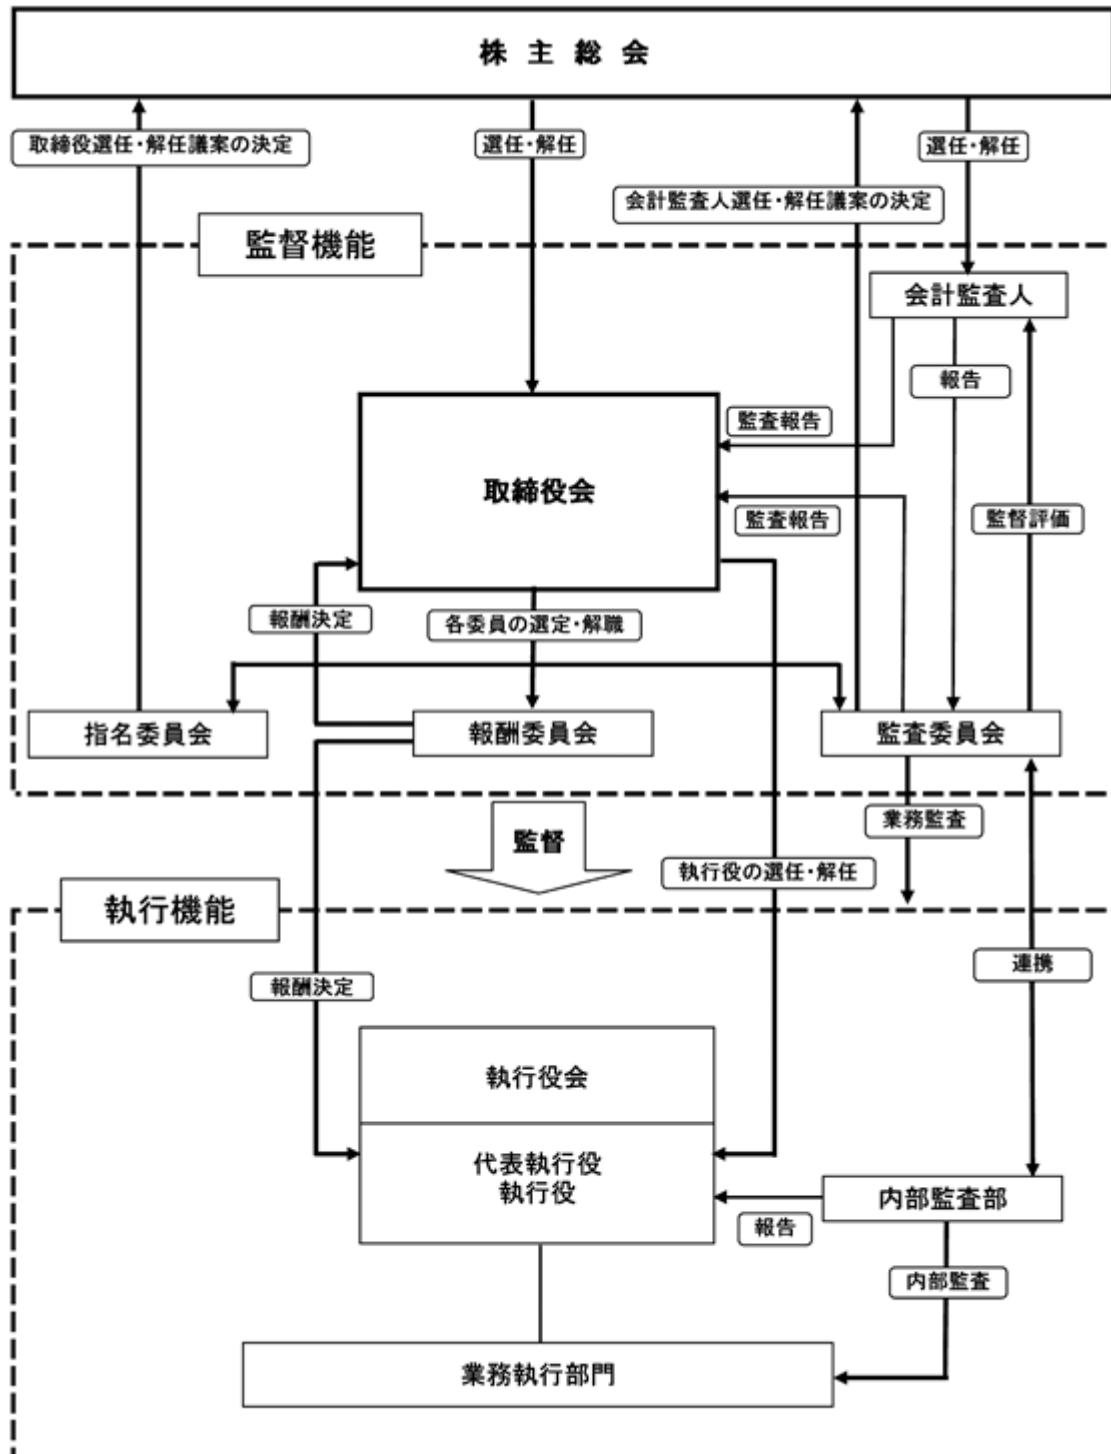 株主総会
取締役選任・解任議案の決定
選任・解任
会計監査人選任・解任議案の決定
選任・解任
監督機能
会計監査人
報告
監査報告
取締役会
監査報告
監督評価
報酬決定
各委員の選定・解職
指名委員会
報酬委員会
監査委員会
監督
業務監査
執行役の選任・解任
執行機能
連携
報酬決定
執行役会
代表執行役
執行役
内部監査部
報告
内部監査
業務執行部門